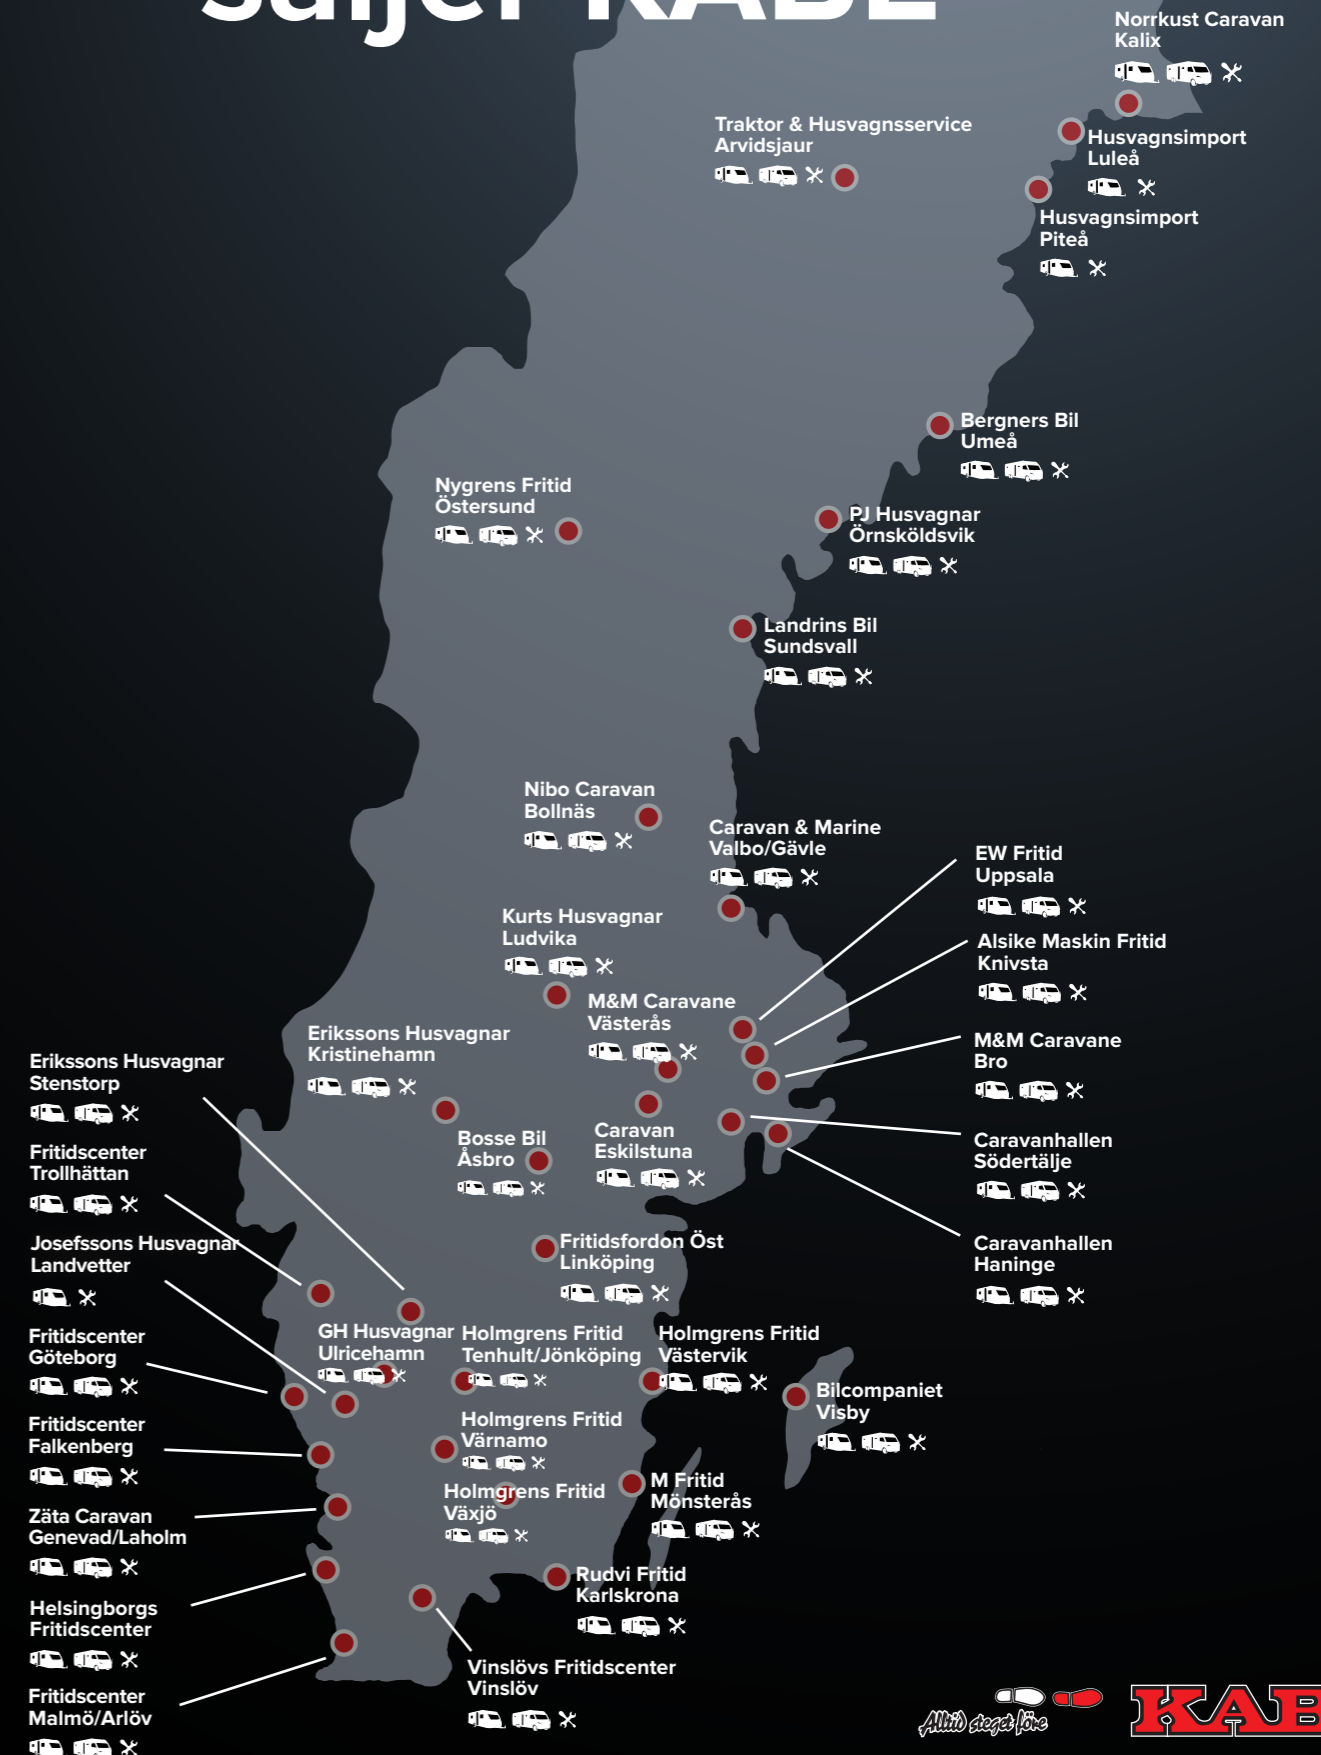 säljer KABE
Norrkust Caravan
Kalix
Traktor & Husvagnsservice
Arvidsjaur
Husvagnsimport
Luleå
Husvagnsimport
Piteå
Bergners Bil
Umeå
Nygrens Fritid
Östersund
PJ Husvagnar
Örnsköldsvik
Landrins Bil
Sundsvall
Nibo Caravan
Bollnäs
Caravan & Marine
Valbo/Gävle
EW Fritid
Uppsala
Kurts Husvagnar
Ludvika
Alsike Maskin Fritid
Knivsta
M&M Caravane
Västerås
Erikssons Husvagnar
Kristinehamn
M&M Caravane
Bro
Erikssons Husvagnar
Stenstorp
Bosse Bil
Åsbro
Caravan
Eskilstuna
Caravanhallen
Södertälje
Fritidscenter
Trollhättan
Josefssons Husvagnar
Landvetter
Fritidsfordon Öst
Linköping
Caravanhallen
Haninge
Fritidscenter
Göteborg
GH Husvagnar
Ulricehamn
Holmgrens Fritid
Tenhult/Jönköping
Holmgrens Fritid
Västervik
Bilcompaniet
Visby
Fritidscenter
Falkenberg
Holmgrens Fritid
Värnamo
Holmgrens Fritid
Växjö
M Fritid
Mönsterås
Zäta Caravan
Genevad/Laholm
Rudvi Fritid
Karlskrona
Helsingborgs
Fritidscenter
Vinslövs Fritidscenter
Vinslöv
Fritidscenter
Malmö/Arlöv
Alltid steget före
KAB